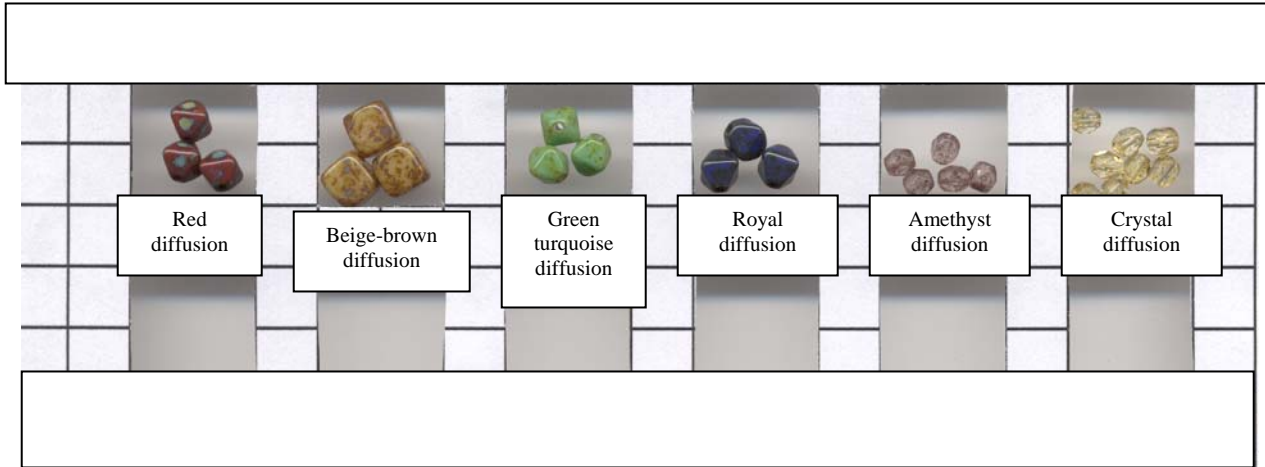 Red
diffusion
Beige-brown
diffusion
Green
turquoise
diffusion
Royal
diffusion
Amethyst
diffusion
Crystal
diffusion